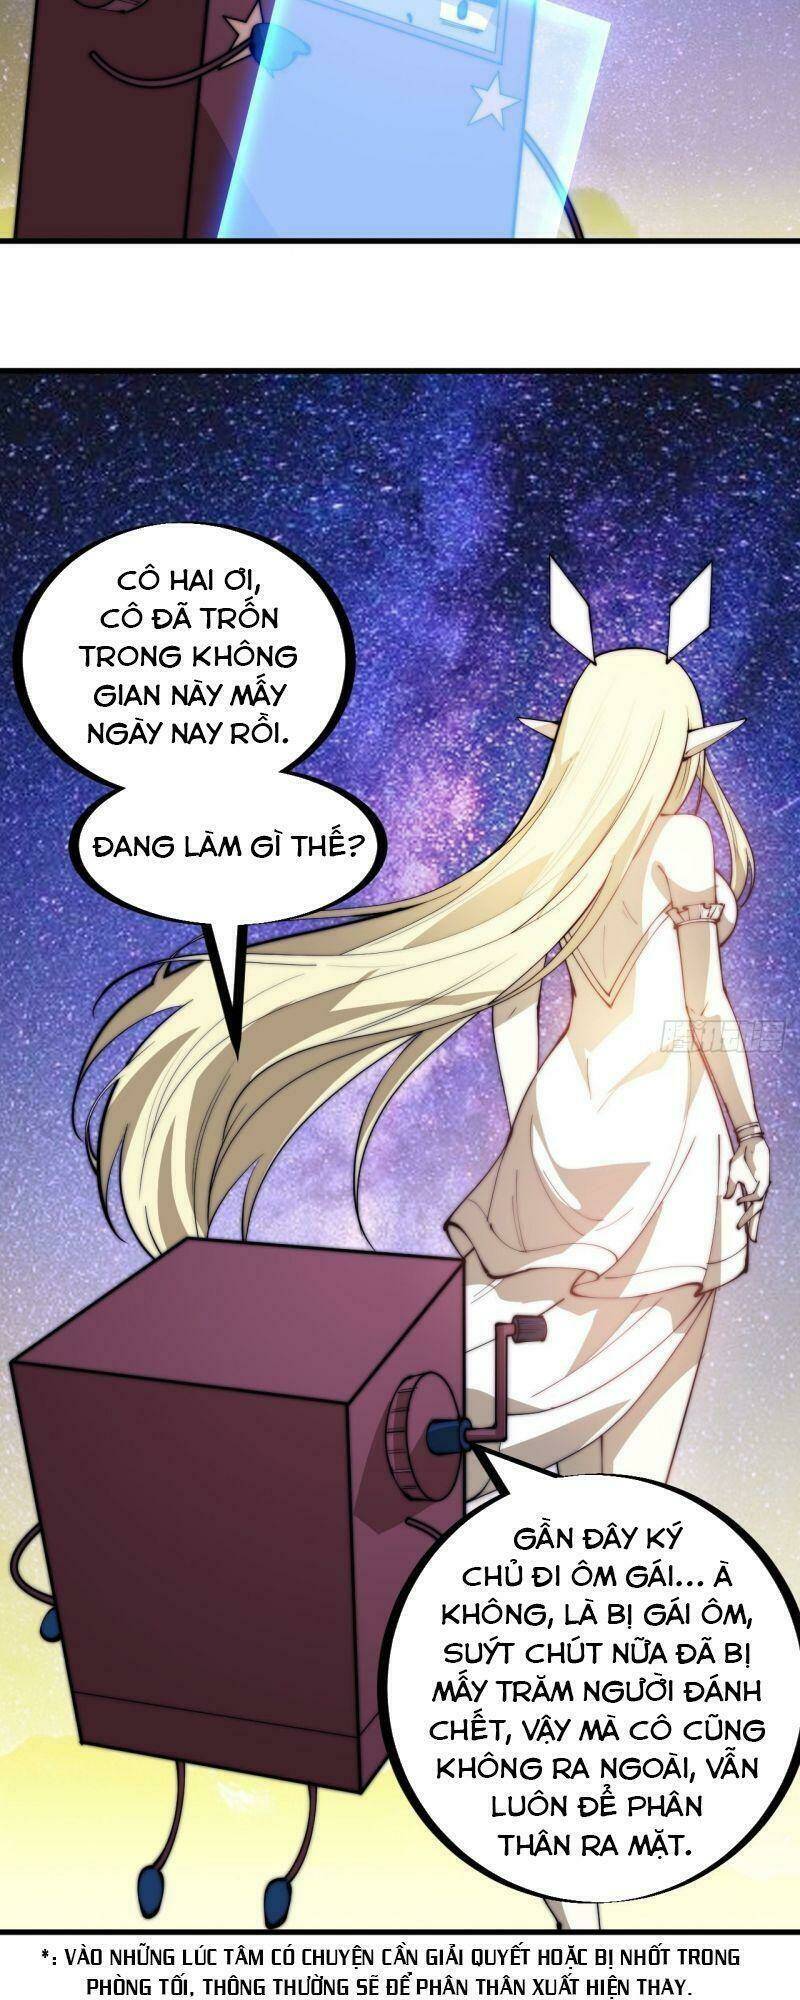 CÔ HAI ƠI,
CÔ ĐÃ TRỐN
TRONG KHÔNG
GIAN NÀY MẤY
NGÀY NAY RỒI.
ĐANG LÀM GÌ THẾ?
GẦN ĐÂY KÝ
CHỦ ĐI ÔM GÁI... À
KHÔNG, LÀ BỊ GÁI ÔM,
SUÝT CHÚT NỮA ĐÃ BỊ
MẤY TRĂM NGƯỜI ĐÁNH
CHẾT, VẬY MÀ CÔ CŨNG
KHÔNG RA NGOÀI, VẪN
LUÔN ĐỂ PHÂN
THÂN RA MẶT.
*: VÀO NHỮNG LÚC TÂM CÓ CHUYỆN CẦN GIẢI QUYẾT HOẶC BỊ NHỐT TRONG
PHÒNG TỐI, THÔNG THƯỜNG SẼ ĐỂ PHÂN THÂN XUẤT HIỆN THAY.